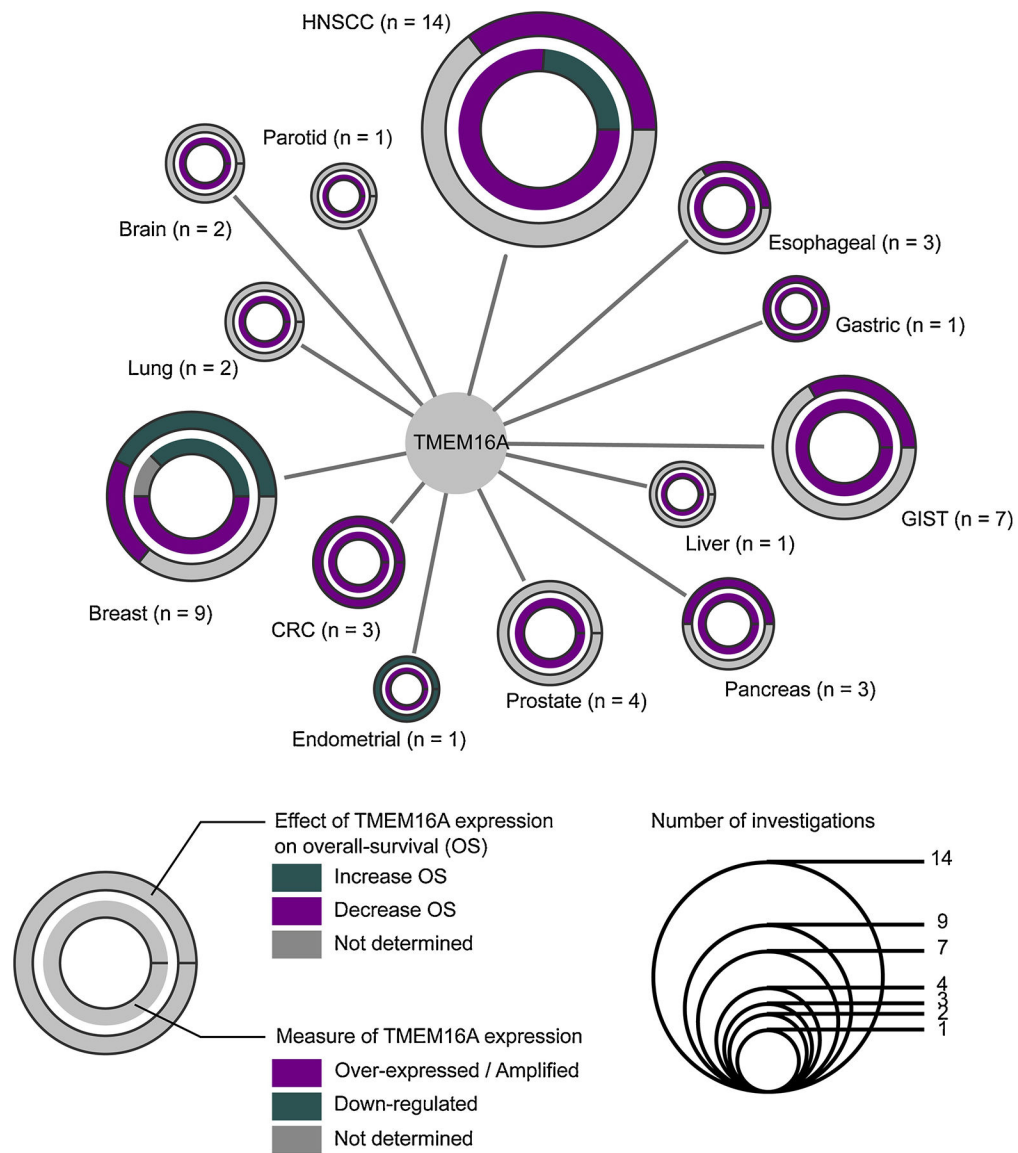 HNSCC (n = 14)
Parotid (n = 1)
Brain (n = 2)
Esophageal (n = 3)
Gastric (n = 1)
Lung (n = 2)
TMEM16A
GIST (n = 7)
Liver (n = 1)
Breast (n = 9)
CRC (n = 3)
Pancreas (n = 3)
Prostate (n = 4)
Endometrial (n = 1)
Effect of TMEM16A expression
on overall-survival (OS)
Increase OS
Decrease OS
Not determined
Measure of TMEM16A expression
Over-expressed / Amplified
Down-regulated
Not determined
Number of investigations
14
9
7
4
3
2
1